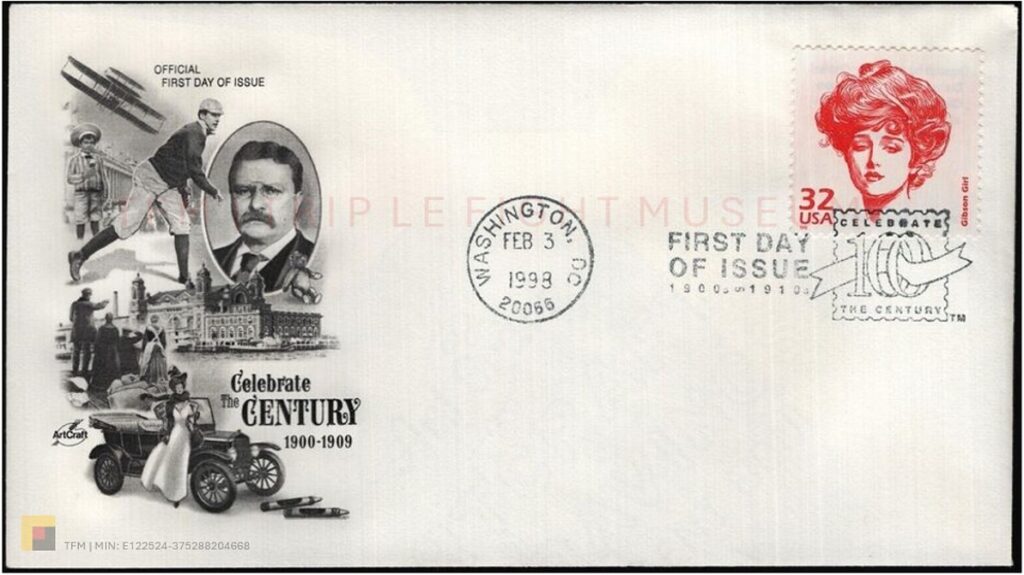 OFFICIAL
FIRST DAY OF ISSUE
32
USA
Gibson Girl
WASHINGTON, DC
FEB 3
1998
20066
FIRST DAY
OF ISSUE
1900s 1910s
CELEBRATE
100
THE CENTURY
TM
Celebrate
The CENTURY
1900-1909
ArtCraft
TFM | MIN: E122524-375288204668